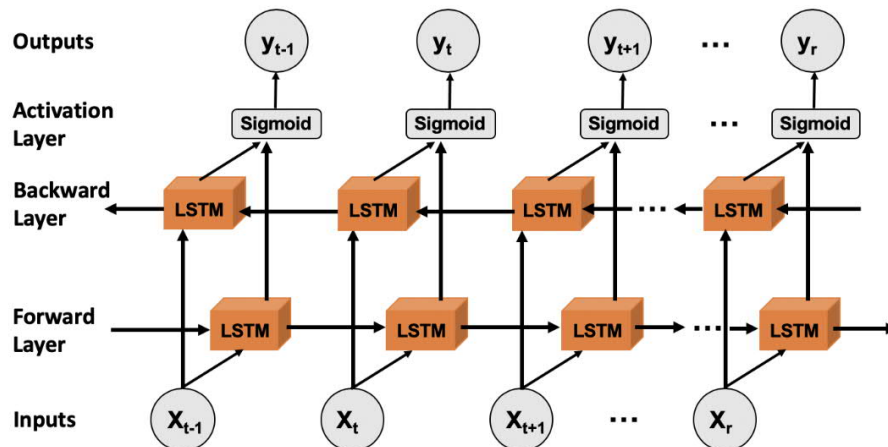 Outputs y_{t-1} y_t y_{t+1} ... y_r
Activation
Layer
Sigmoid Sigmoid Sigmoid ... Sigmoid
Backward
Layer
LSTM LSTM LSTM ... LSTM
Forward
Layer
LSTM LSTM LSTM ... LSTM
Inputs X_{t-1} X_t X_{t+1} ... X_r